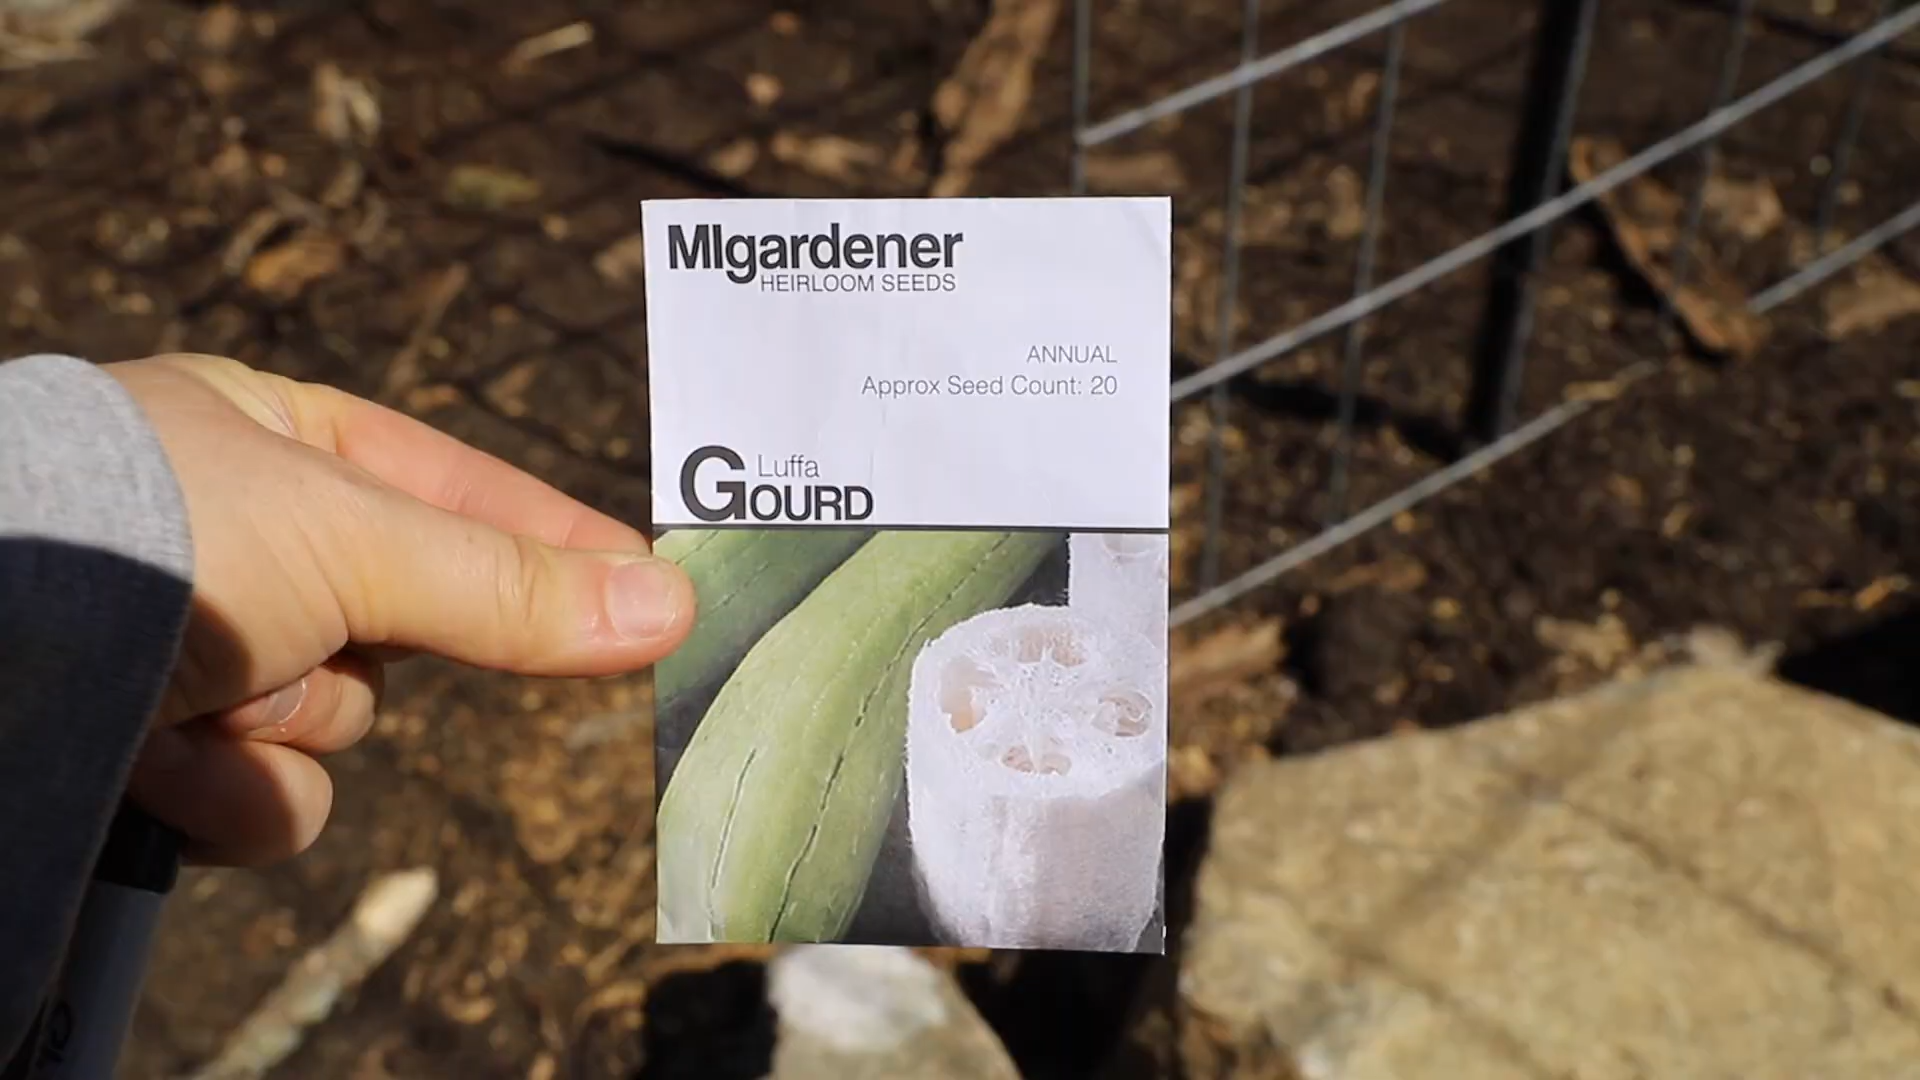 MIgardener
HEIRLOOM SEEDS
ANNUAL
Approx Seed Count: 20
Luffa
GOURD